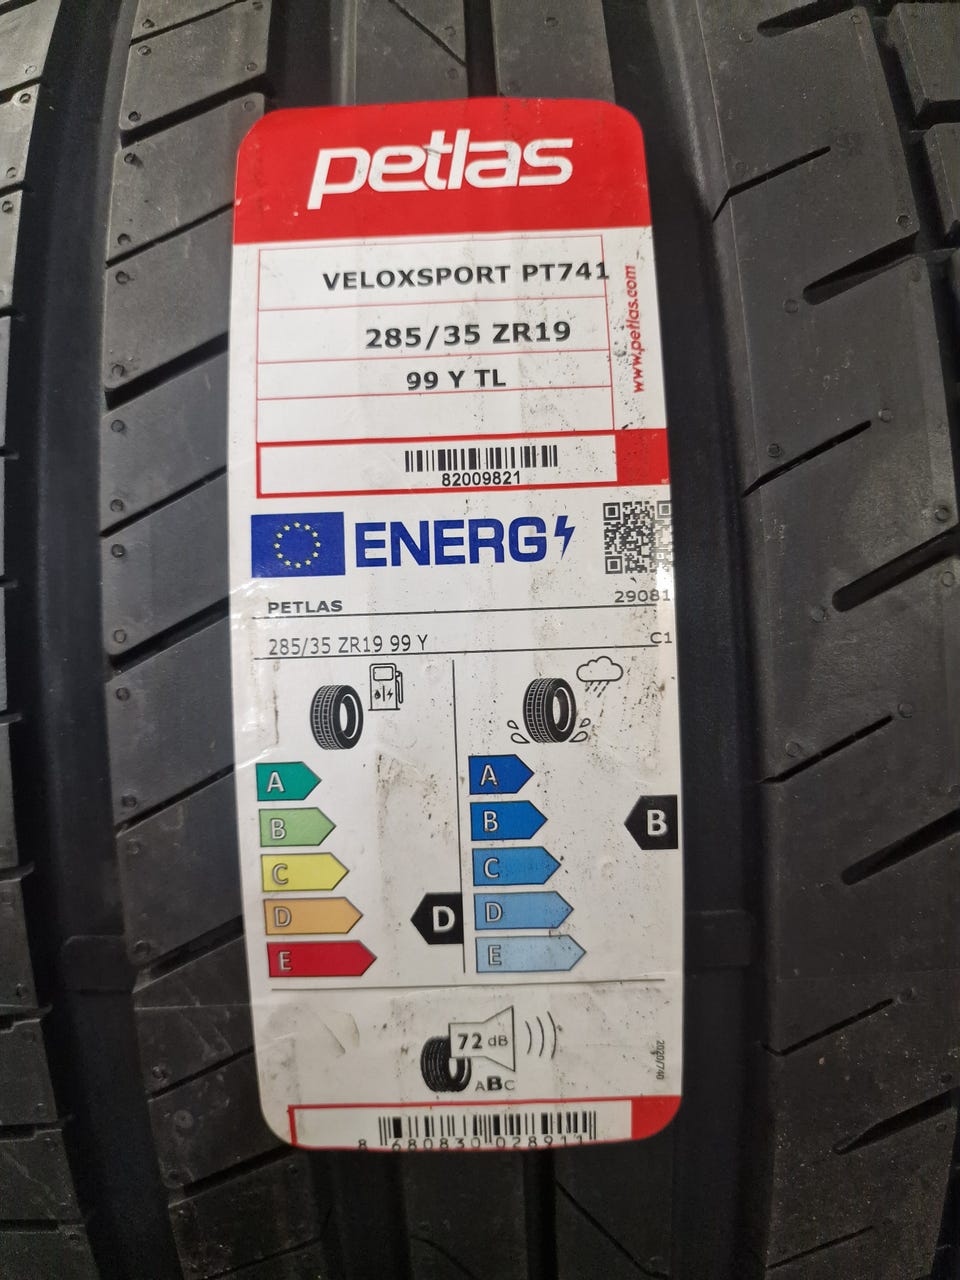 petlas
VELOXSPORT PT741
www.petlas.com
285/35 ZR19
99 Y TL
82009821
ENERG
PETLAS
29081
285/35 ZR19 99 Y
C1
A
B
C
D
E
D
A
B
C
D
E
B
72 dB
ABC
2020/740
8 680830 028911